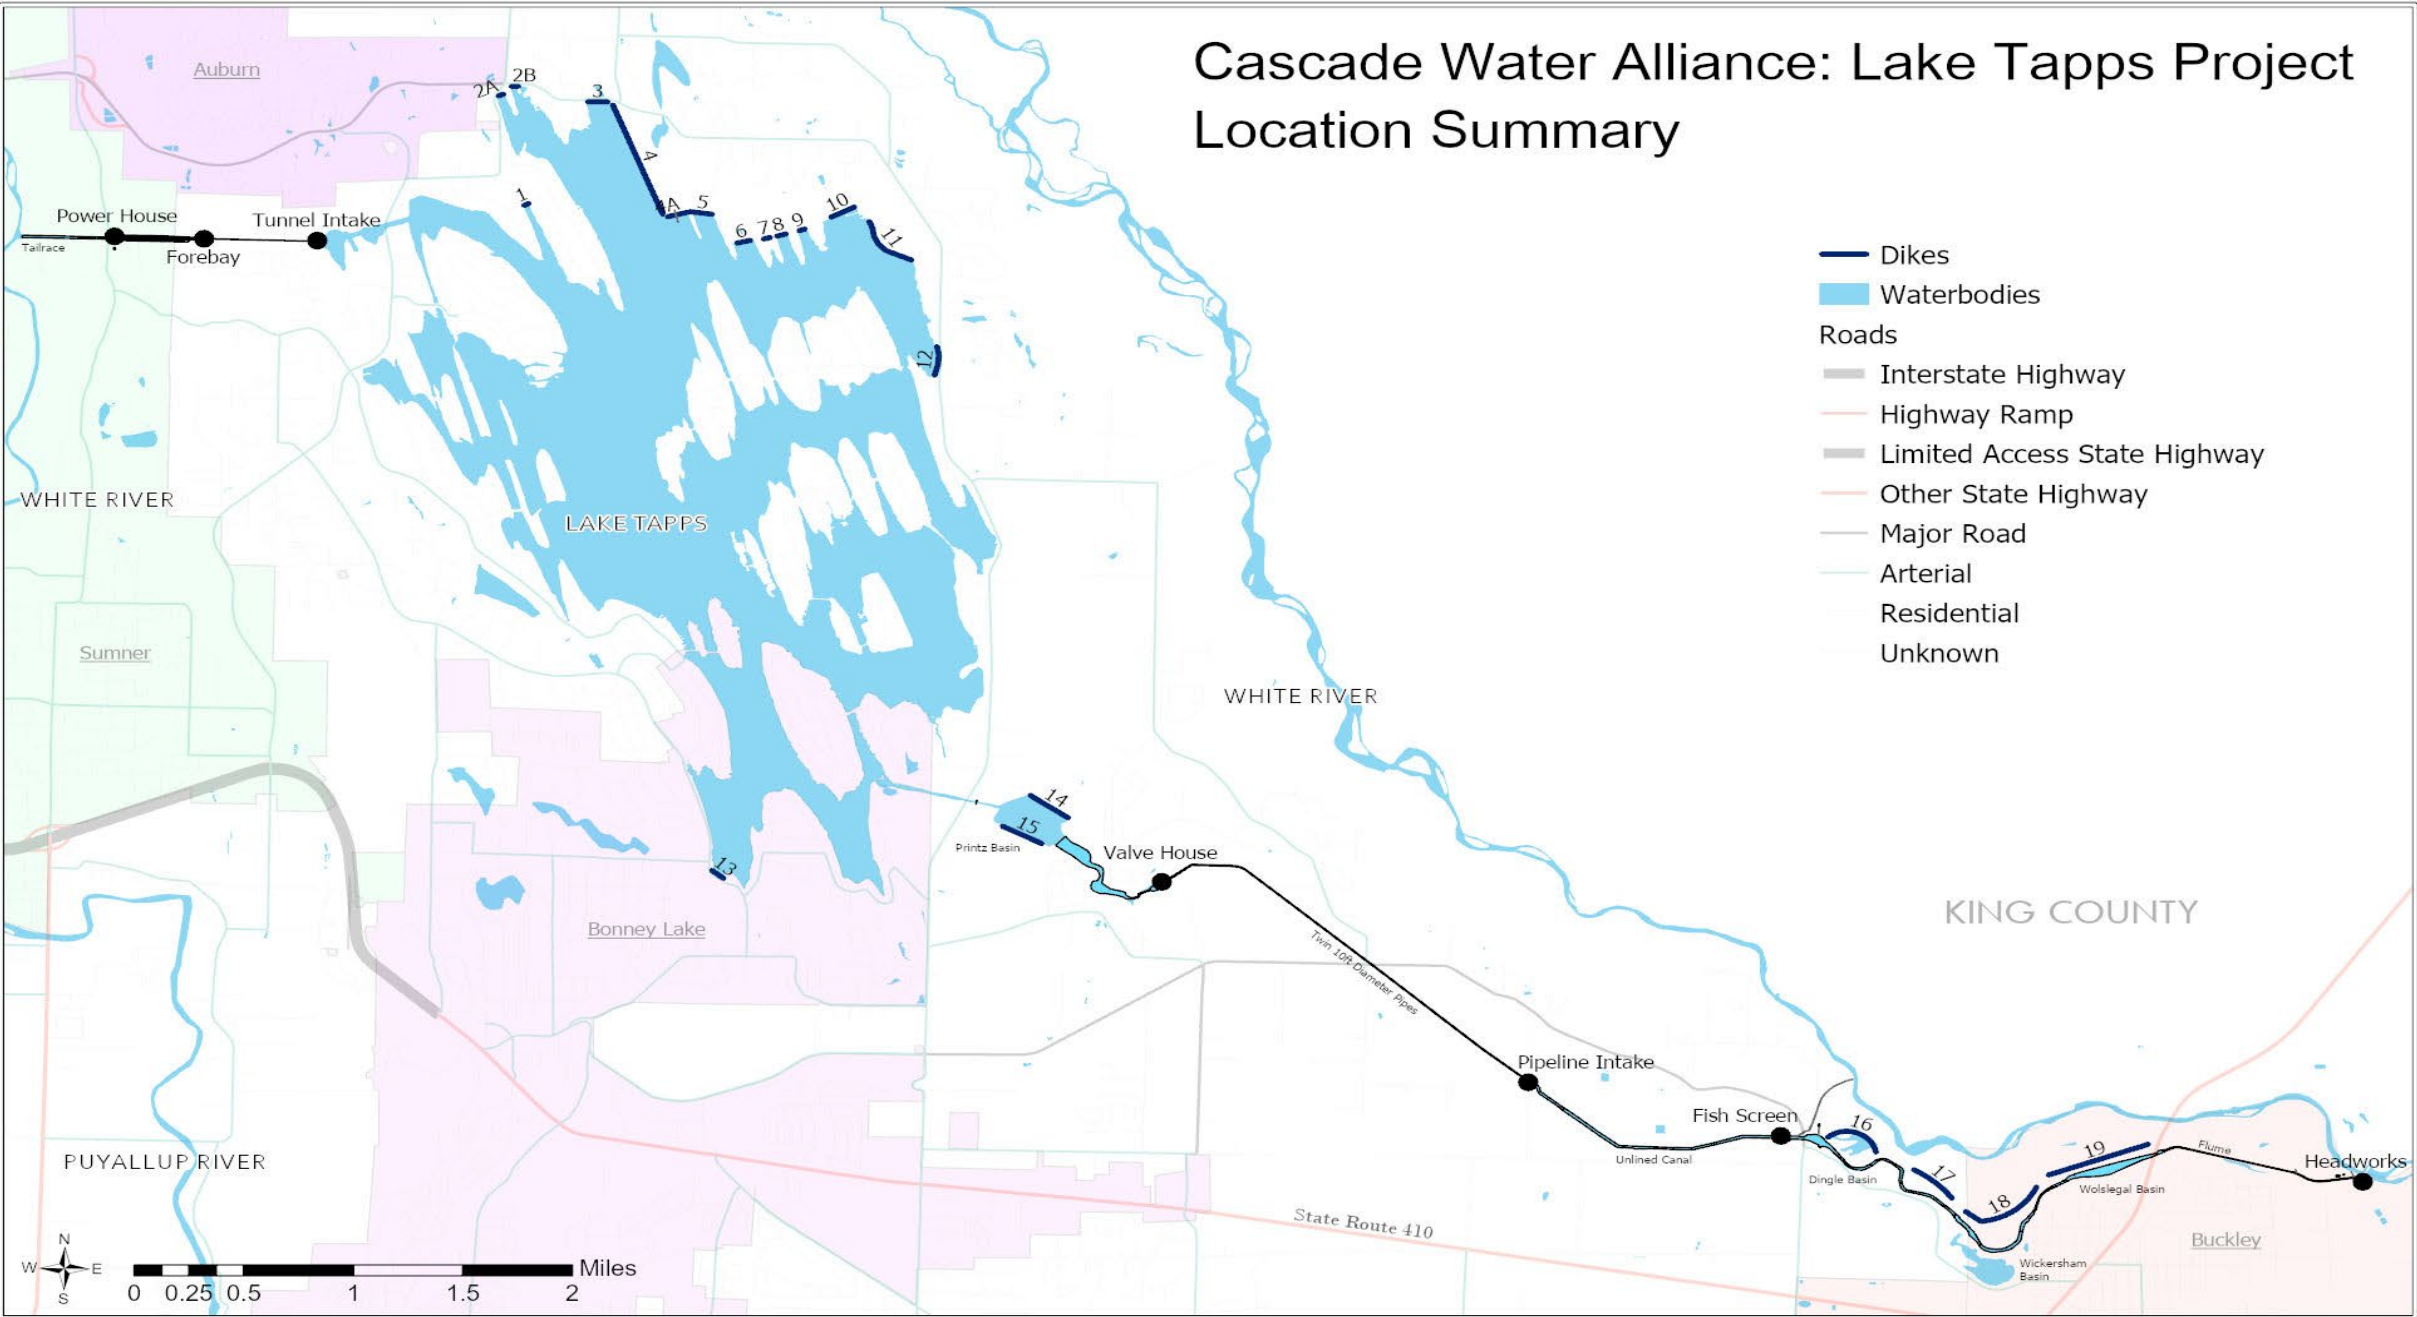 Cascade Water Alliance: Lake Tapps Project
Location Summary
Auburn
2A
2B
3
4
4A
5
1
6
7
8
9
10
11
12
Power House
Tunnel Intake
Tailrace
Forebay
Dikes
Waterbodies
Roads
Interstate Highway
Highway Ramp
Limited Access State Highway
Other State Highway
Major Road
Arterial
Residential
Unknown
WHITE RIVER
LAKE TAPPS
Sumner
WHITE RIVER
14
15
Printz Basin
Valve House
13
Bonney Lake
KING COUNTY
Twin 10ft Diameter Pipes
Pipeline Intake
Fish Screen
16
Unlined Canal
Dingle Basin
17
18
19
Wolslegal Basin
Flume
Headworks
PUYALLUP RIVER
State Route 410
Buckley
Wickersham
Basin
N
W
E
S
Miles
0 0.25 0.5 1 1.5 2